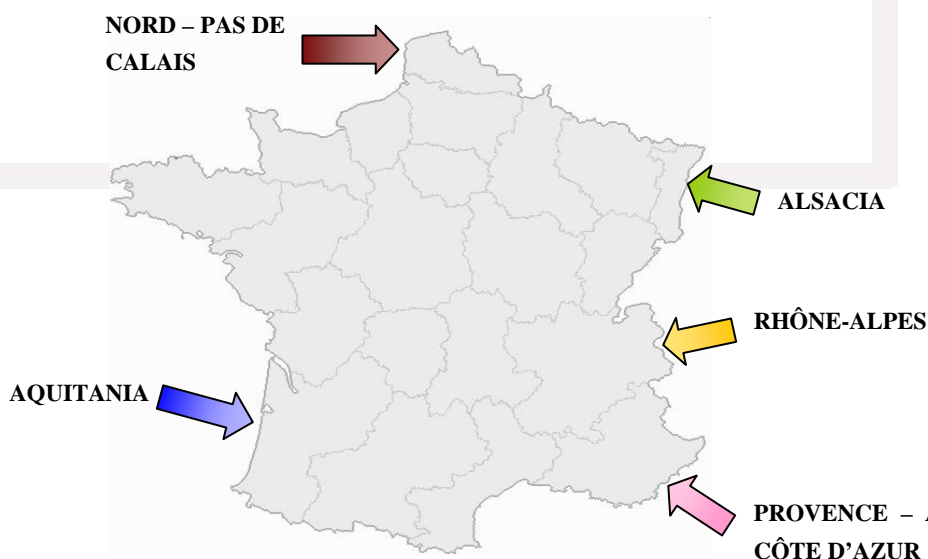 NORD – PAS DE
CALAIS
ALSACIA
RHÔNE-ALPES
AQUITANIA
PROVENCE –
CÔTE D’AZUR